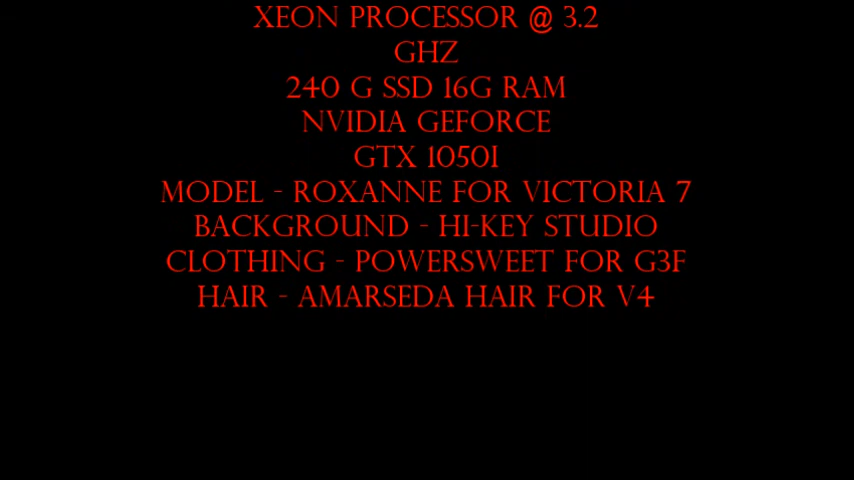 XEON PROCESSOR @ 3.2
GHZ
240 G SSD 16G RAM
NVIDIA GEFORCE
GTX 1050I
MODEL - ROXANNE FOR VICTORIA 7
BACKGROUND - HI-KEY STUDIO
CLOTHING - POWERSWEET FOR G3F
HAIR - AMARSEDA HAIR FOR V4